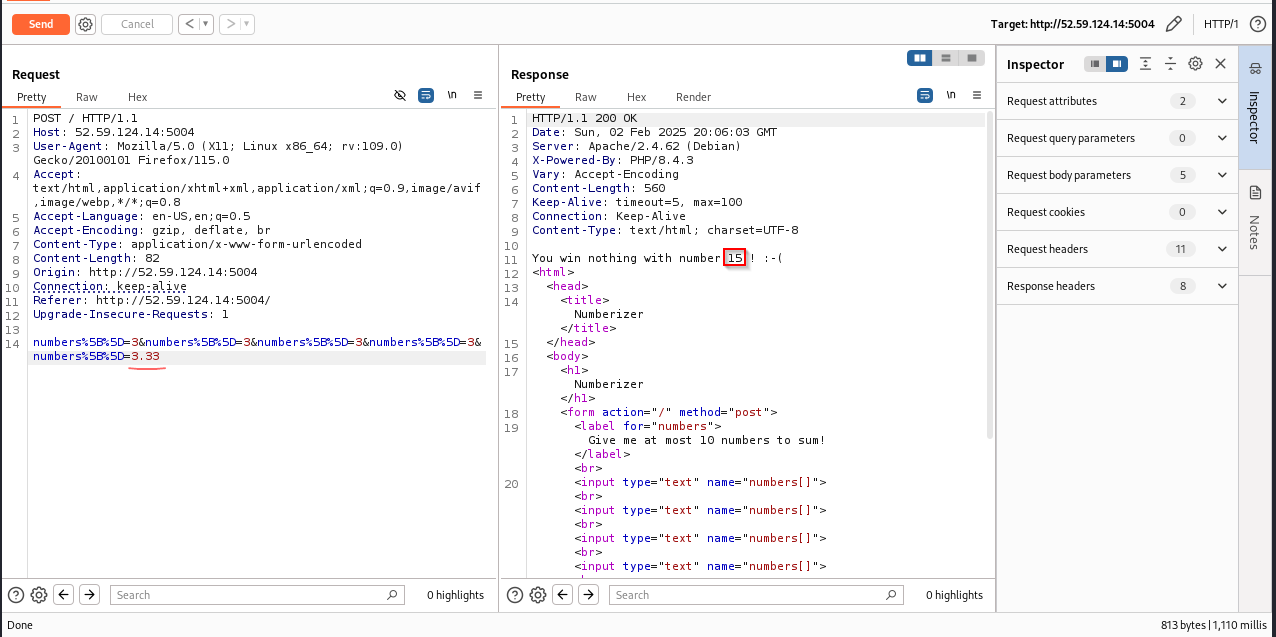 Send
Cancel
Target: http://52.59.124.14:5004
HTTP/1
Request
Pretty Raw Hex
\n
1 POST / HTTP/1.1
2 Host: 52.59.124.14:5004
3 User-Agent: Mozilla/5.0 (X11; Linux x86_64; rv:109.0)
Gecko/20100101 Firefox/115.0
4 Accept:
text/html,application/xhtml+xml,application/xml;q=0.9,image/avif
,image/webp,*/*;q=0.8
5 Accept-Language: en-US,en;q=0.5
6 Accept-Encoding: gzip, deflate, br
7 Content-Type: application/x-www-form-urlencoded
8 Content-Length: 82
9 Origin: http://52.59.124.14:5004
10 Connection: keep-alive
11 Referer: http://52.59.124.14:5004/
12 Upgrade-Insecure-Requests: 1
13
14 numbers%5B%5D=3&numbers%5B%5D=3&numbers%5B%5D=3&numbers%5B%5D=3&
numbers%5B%5D=3.33
Search
0 highlights
Response
Pretty Raw Hex Render
\n
1 HTTP/1.1 200 OK
2 Date: Sun, 02 Feb 2025 20:06:03 GMT
3 Server: Apache/2.4.62 (Debian)
4 X-Powered-By: PHP/8.4.3
5 Vary: Accept-Encoding
6 Content-Length: 560
7 Keep-Alive: timeout=5, max=100
8 Connection: Keep-Alive
9 Content-Type: text/html; charset=UTF-8
10
11 You win nothing with number 15 ! :-(
12 <html>
13 <head>
14 <title>
Numberizer
</title>
15 </head>
16 <body>
17 <h1>
Numberizer
</h1>
18 <form action="/" method="post">
19 <label for="numbers">
Give me at most 10 numbers to sum!
</label>
<br>
20 <input type="text" name="numbers[]">
<br>
<input type="text" name="numbers[]">
<br>
<input type="text" name="numbers[]">
<br>
<input type="text" name="numbers[]">
Search
0 highlights
Inspector
Request attributes 2
Request query parameters 0
Request body parameters 5
Request cookies 0
Request headers 11
Response headers 8
Inspector
Notes
Done
813 bytes | 1,110 millis